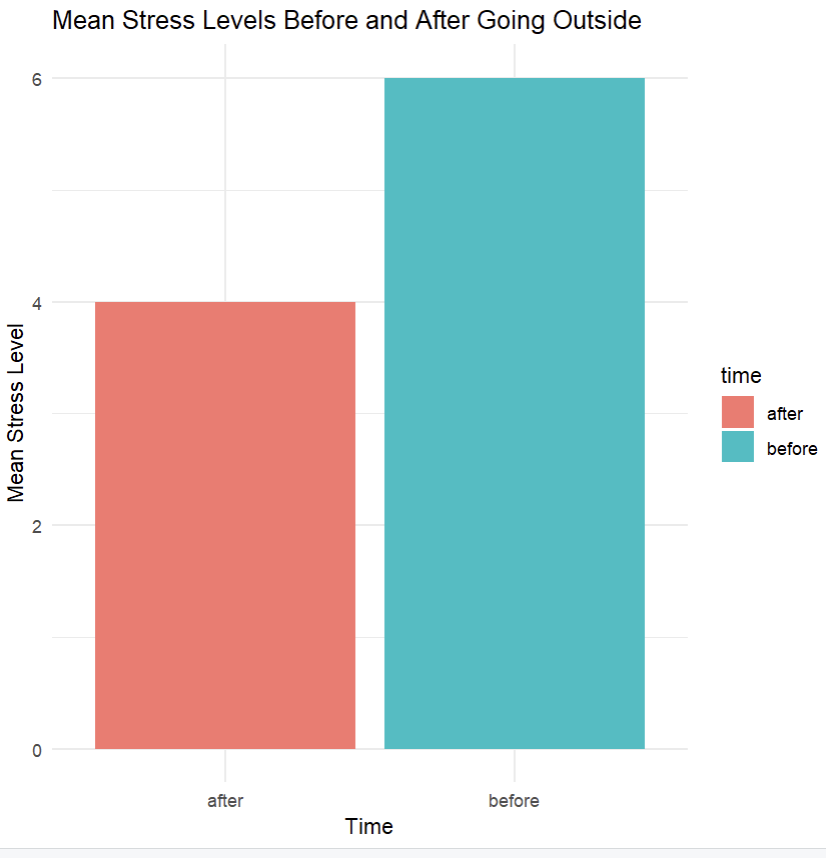 Mean Stress Levels Before and After Going Outside
6
4
2
0
Mean Stress Level
after
before
Time
time
after
before